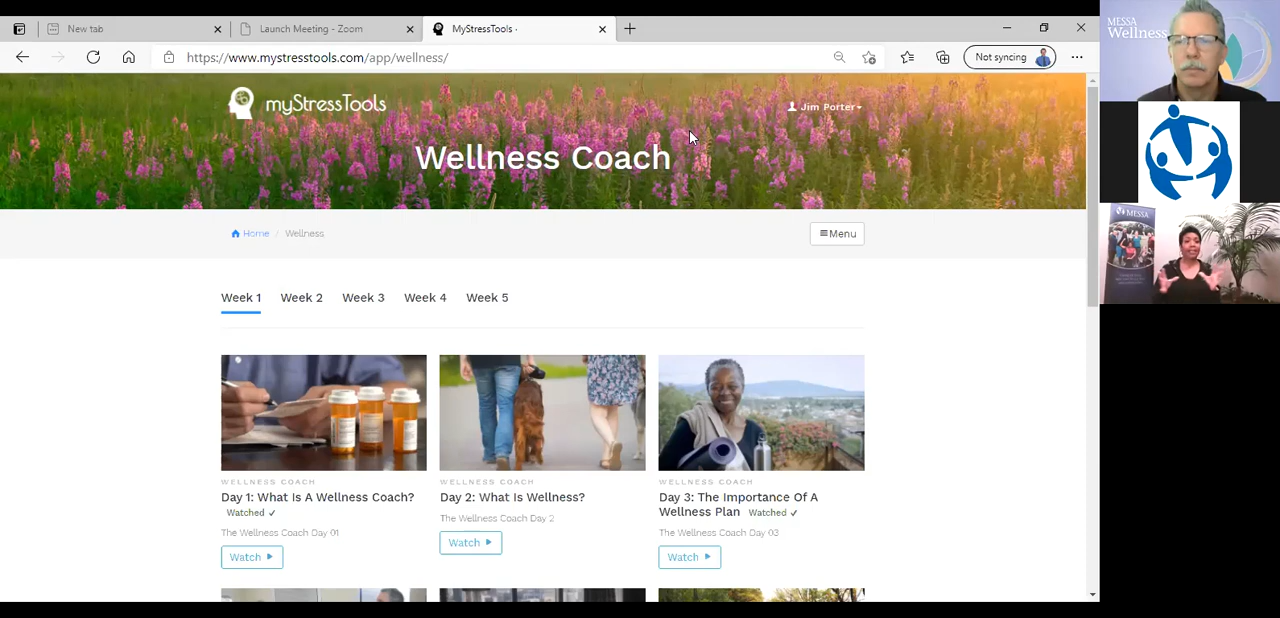 New tab
Launch Meeting - Zoom
MyStressTools -
https://www.mystresstools.com/app/wellness/
Not syncing
myStressTools
Jim Porter
Wellness Coach
Home / Wellness
Menu
Week 1 Week 2 Week 3 Week 4 Week 5
WELLNESS COACH
Day 1: What Is A Wellness Coach?
Watched ✓
The Wellness Coach Day 01
Watch
WELLNESS COACH
Day 2: What Is Wellness?
The Wellness Coach Day 2
Watch
WELLNESS COACH
Day 3: The Importance Of A
Wellness Plan Watched ✓
The Wellness Coach Day 03
Watch
MESSA
Wellness
MESSA